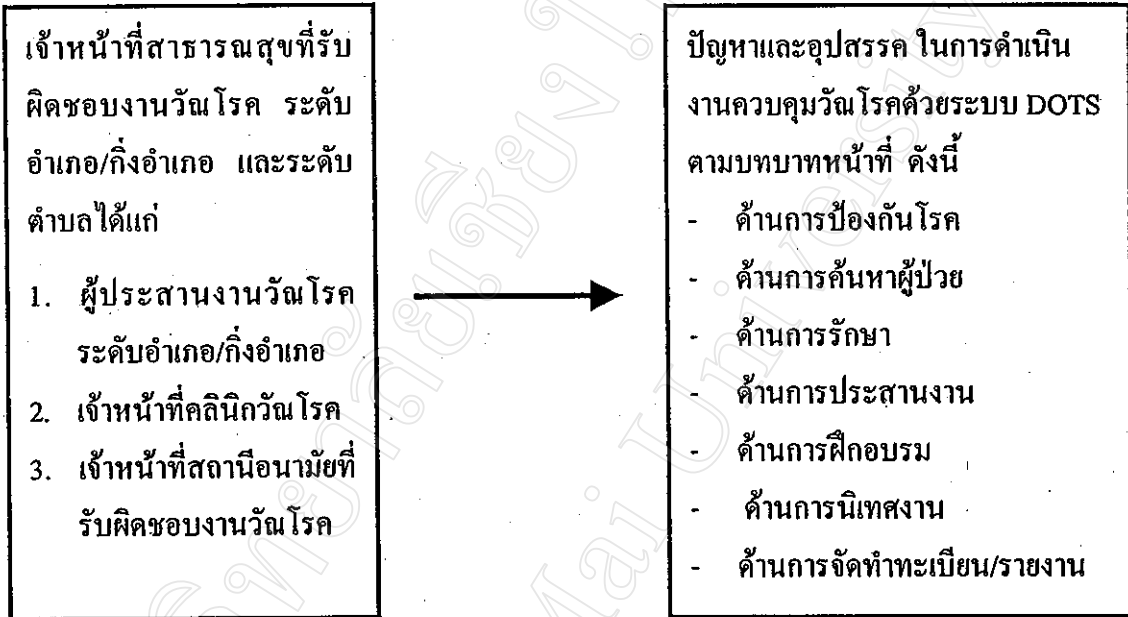 เจ้าหน้าที่สาธารณสุขที่รับ
ผิดชอบงานวัณโรค ระดับ
อำเภอ/กิ่งอำเภอ และระดับ
ตำบลได้แก่
1. ผู้ประสานงานวัณโรค
ระดับอำเภอ/กิ่งอำเภอ
2. เจ้าหน้าที่คลินิกวัณโรค
3. เจ้าหน้าที่สถานีอนามัยที่
รับผิดชอบงานวัณโรค
ปัญหาและอุปสรรค ในการดำเนิน
งานควบคุมวัณโรคด้วยระบบ DOTS
ตามบทบาทหน้าที่ ดังนี้
- ด้านการป้องกันโรค
- ด้านการค้นหาผู้ป่วย
- ด้านการรักษา
- ด้านการประสานงาน
- ด้านการฝึกอบรม
- ด้านการนิเทศงาน
- ด้านการจัดทำทะเบียน/รายงาน
Mai University